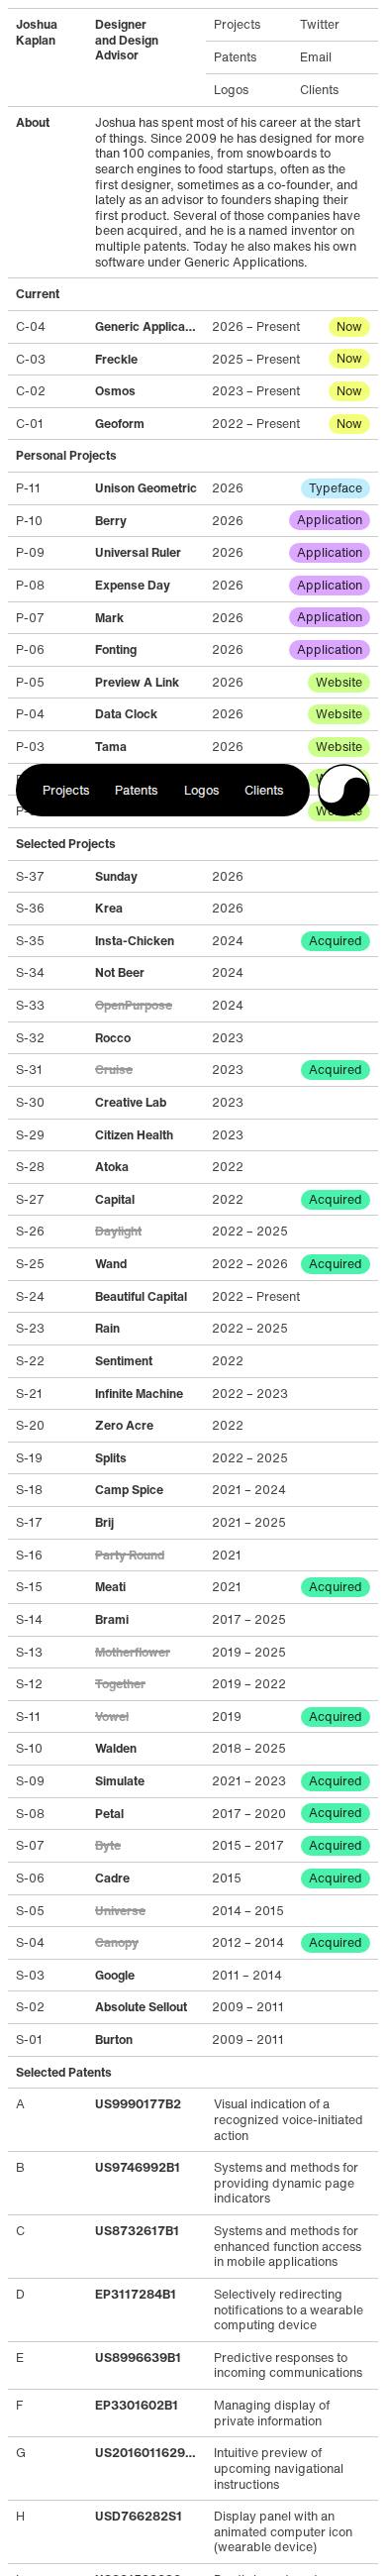 Joshua Kaplan
Designer and Design Advisor
Projects Twitter
Patents Email
Logos Clients
About
Joshua has spent most of his career at the start
of things. Since 2009 he has designed for more
than 100 companies, from snowboards to
search engines to food startups, often as the
first designer, sometimes as a co-founder, and
lately as an advisor to founders shaping their
first product. Several of those companies have
been acquired, and he is a named inventor on
multiple patents. Today he also makes his own
software under Generic Applications.
Current
C-04 Generic Applica... 2026 – Present Now
C-03 Freckle 2025 – Present Now
C-02 Osmos 2023 – Present Now
C-01 Geoform 2022 – Present Now
Personal Projects
P-11 Unison Geometric 2026 Typeface
P-10 Berry 2026 Application
P-09 Universal Ruler 2026 Application
P-08 Expense Day 2026 Application
P-07 Mark 2026 Application
P-06 Fonting 2026 Application
P-05 Preview A Link 2026 Website
P-04 Data Clock 2026 Website
P-03 Tama 2026 Website
Projects Patents Logos Clients
Selected Projects
S-37 Sunday 2026
S-36 Krea 2026
S-35 Insta-Chicken 2024 Acquired
S-34 Not Beer 2024
S-33 OpenPurpose 2024
S-32 Rocco 2023
S-31 Cruise 2023 Acquired
S-30 Creative Lab 2023
S-29 Citizen Health 2023
S-28 Atoka 2022
S-27 Capital 2022 Acquired
S-26 Daylight 2022 – 2025
S-25 Wand 2022 – 2026 Acquired
S-24 Beautiful Capital 2022 – Present
S-23 Rain 2022 – 2025
S-22 Sentiment 2022
S-21 Infinite Machine 2022 – 2023
S-20 Zero Acre 2022
S-19 Splits 2022 – 2025
S-18 Camp Spice 2021 – 2024
S-17 Brij 2021 – 2025
S-16 Party Round 2021
S-15 Meati 2021 Acquired
S-14 Brami 2017 – 2025
S-13 Motherflower 2019 – 2025
S-12 Together 2019 – 2022
S-11 Vowel 2019 Acquired
S-10 Walden 2018 – 2025
S-09 Simulate 2021 – 2023 Acquired
S-08 Petal 2017 – 2020 Acquired
S-07 Byte 2015 – 2017 Acquired
S-06 Cadre 2015 Acquired
S-05 Universe 2014 – 2015
S-04 Canopy 2012 – 2014 Acquired
S-03 Google 2011 – 2014
S-02 Absolute Sellout 2009 – 2011
S-01 Burton 2009 – 2011
Selected Patents
A US9990177B2 Visual indication of a
recognized voice-initiated
action
B US9746992B1 Systems and methods for
providing dynamic page
indicators
C US8732617B1 Systems and methods for
enhanced function access
in mobile applications
D EP3117284B1 Selectively redirecting
notifications to a wearable
computing device
E US8996639B1 Predictive responses to
incoming communications
F EP3301602B1 Managing display of
private information
G US2016011629... Intuitive preview of
upcoming navigational
instructions
H USD766282S1 Display panel with an
animated computer icon
(wearable device)